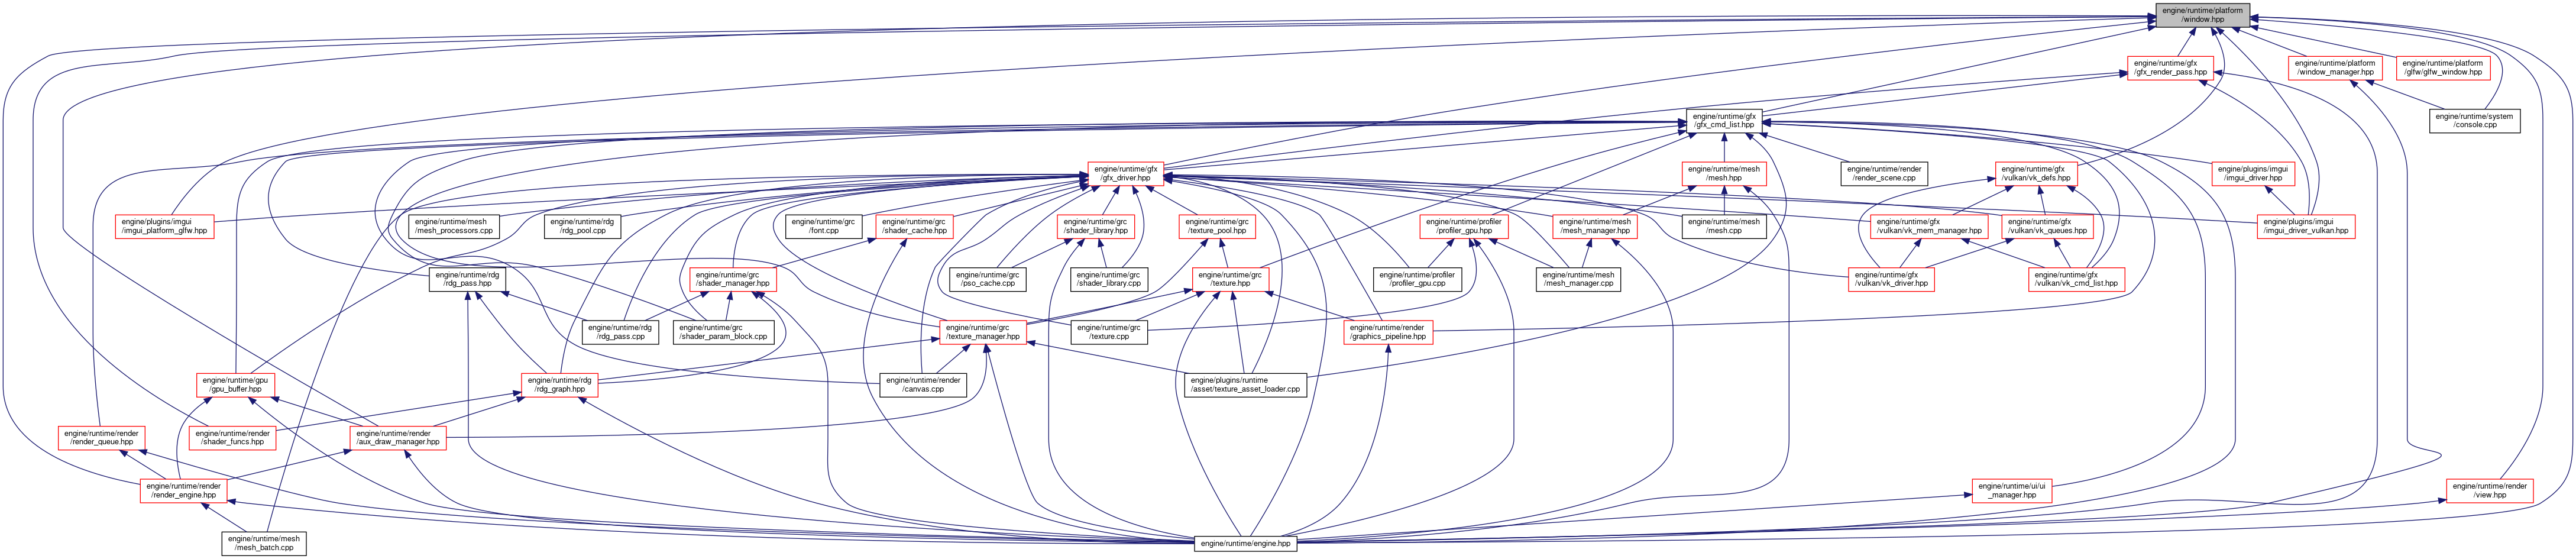 engine/runtime/platform
/window.hpp
engine/runtime/gfx
/gfx_render_pass.hpp
engine/runtime/platform
/window_manager.hpp
engine/runtime/platform
/glfw/glfw_window.hpp
engine/runtime/gfx
/gfx_cmd_list.hpp
engine/runtime/system
/console.cpp
engine/runtime/gfx
/gfx_driver.hpp
engine/runtime/mesh
/mesh.hpp
engine/runtime/render
/render_scene.cpp
engine/runtime/gfx
/vulkan/vk_defs.hpp
engine/plugins/imgui
/imgui_driver.hpp
engine/plugins/imgui
/imgui_platform_glfw.hpp
engine/runtime/mesh
/mesh_processors.cpp
engine/runtime/rdg
/rdg_pool.cpp
engine/runtime/grc
/font.cpp
engine/runtime/grc
/shader_cache.hpp
engine/runtime/grc
/shader_library.hpp
engine/runtime/grc
/texture_pool.hpp
engine/runtime/profiler
/profiler_gpu.hpp
engine/runtime/mesh
/mesh_manager.hpp
engine/runtime/mesh
/mesh.cpp
engine/runtime/gfx
/vulkan/vk_mem_manager.hpp
engine/runtime/gfx
/vulkan/vk_queues.hpp
engine/plugins/imgui
/imgui_driver_vulkan.hpp
engine/runtime/rdg
/rdg_pass.hpp
engine/runtime/grc
/shader_manager.hpp
engine/runtime/grc
/pso_cache.cpp
engine/runtime/grc
/shader_library.cpp
engine/runtime/grc
/texture.hpp
engine/runtime/profiler
/profiler_gpu.cpp
engine/runtime/mesh
/mesh_manager.cpp
engine/runtime/gfx
/vulkan/vk_driver.hpp
engine/runtime/gfx
/vulkan/vk_cmd_list.hpp
engine/runtime/rdg
/rdg_pass.cpp
engine/runtime/grc
/shader_param_block.cpp
engine/runtime/grc
/texture_manager.hpp
engine/runtime/grc
/texture.cpp
engine/runtime/render
/graphics_pipeline.hpp
engine/runtime/gpu
/gpu_buffer.hpp
engine/runtime/rdg
/rdg_graph.hpp
engine/runtime/render
/canvas.cpp
engine/plugins/runtime
/asset/texture_asset_loader.cpp
engine/runtime/render
/render_queue.hpp
engine/runtime/render
/shader_funcs.hpp
engine/runtime/render
/aux_draw_manager.hpp
engine/runtime/render
/render_engine.hpp
engine/runtime/ui/ui
_manager.hpp
engine/runtime/render
/view.hpp
engine/runtime/mesh
/mesh_batch.cpp
engine/runtime/engine.hpp